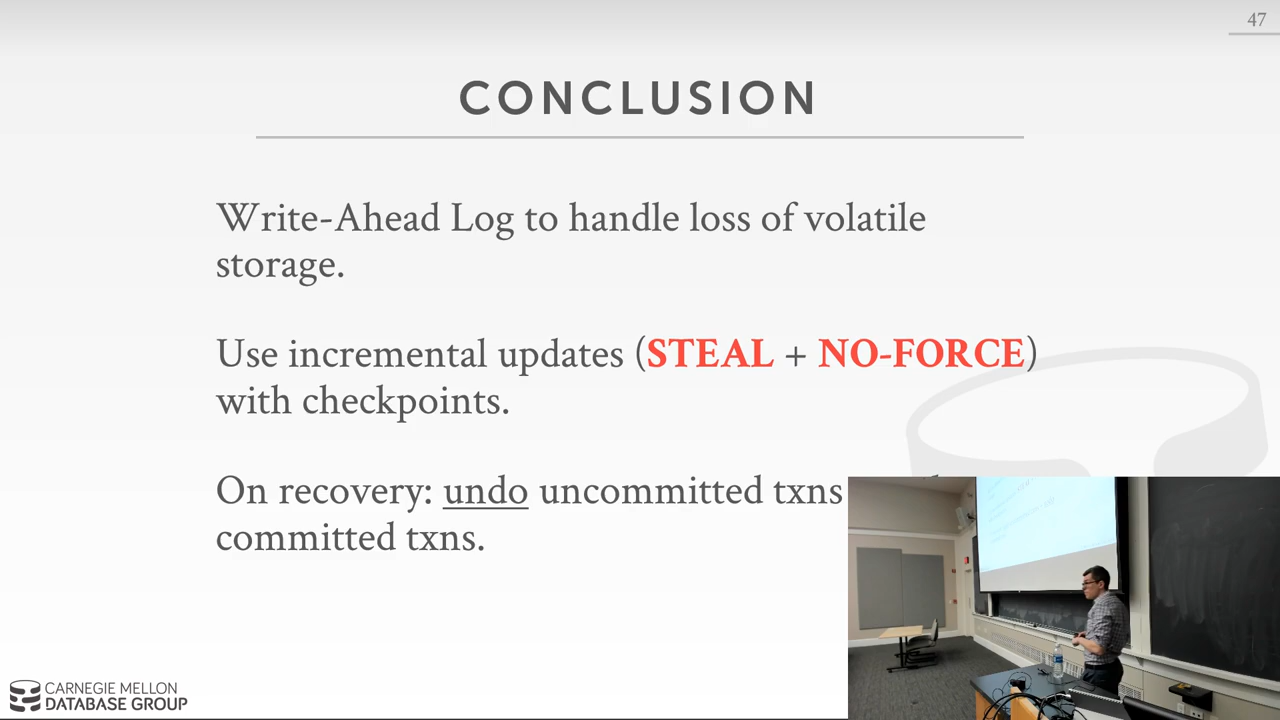 47
CONCLUSION
Write-Ahead Log to handle loss of volatile
storage.
Use incremental updates (STEAL + NO-FORCE)
with checkpoints.
On recovery: undo uncommitted txns
committed txns.
CARNEGIE MELLON
DATABASE GROUP